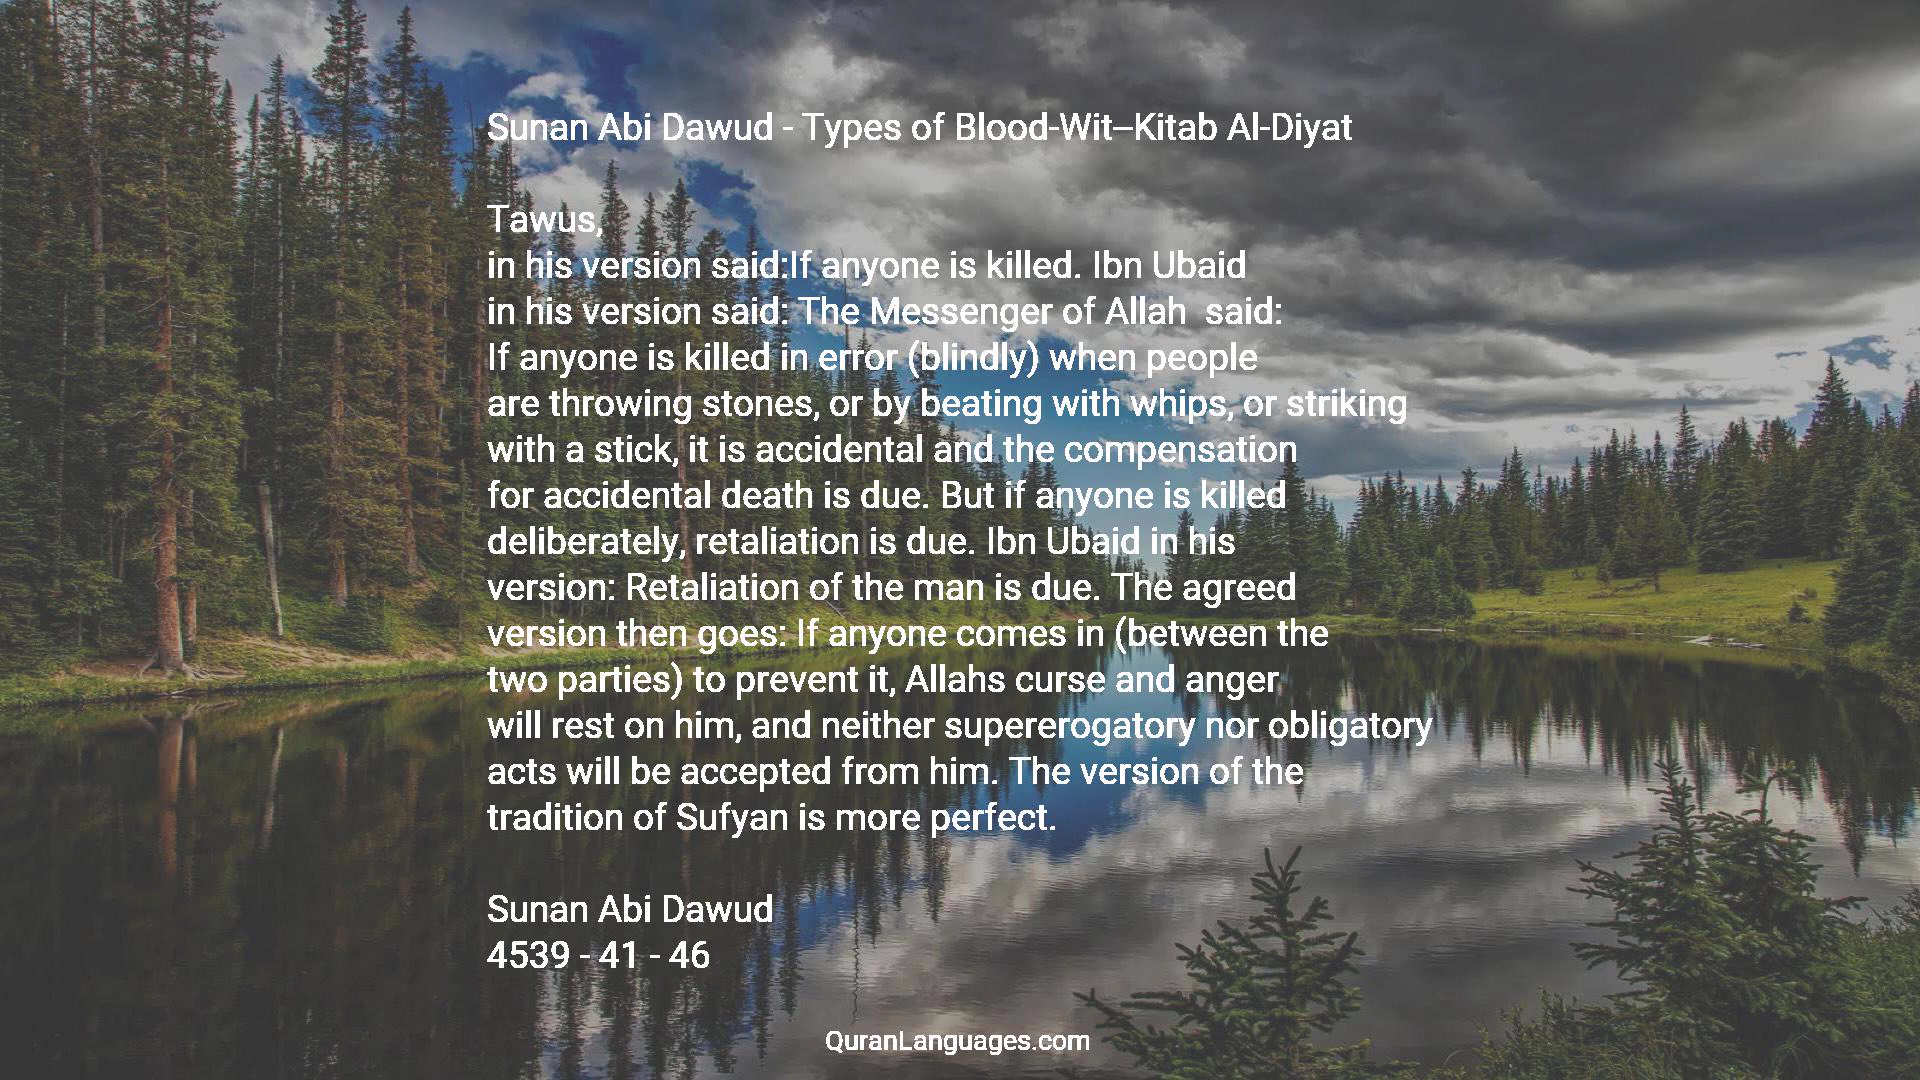 Sunan Abi Dawud - Types of Blood-Wit--Kitab Al-Diyat
Tawus,
in his version said:If anyone is killed. Ibn Ubaid
in his version said: The Messenger of Allah  said:
If anyone is killed in error (blindly) when people
are throwing stones, or by beating with whips, or striking
with a stick, it is accidental and the compensation
for accidental death is due. But if anyone is killed
deliberately, retaliation is due. Ibn Ubaid in his
version: Retaliation of the man is due. The agreed
version then goes: If anyone comes in (between the
two parties) to prevent it, Allahs curse and anger
will rest on him, and neither supererogatory nor obligatory
acts will be accepted from him. The version of the
tradition of Sufyan is more perfect.
Sunan Abi Dawud
4539 - 41 - 46
QuranLanguages.com